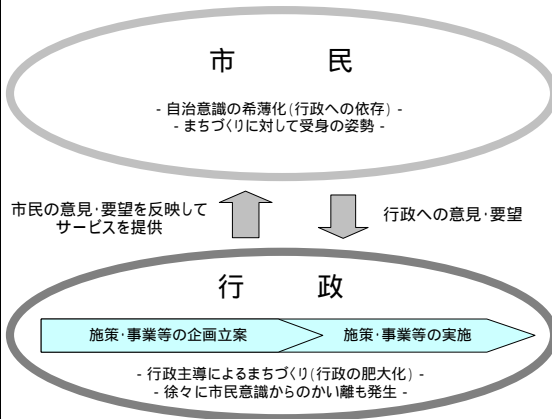 市　　　民
- 自治意識の希薄化(行政への依存) -
- まちづくりに対して受身の姿勢 -
市民の意見・要望を反映して
サービスを提供
行政への意見・要望
行　　　政
施策・事業等の企画立案
施策・事業等の実施
- 行政主導によるまちづくり(行政の肥大化) -
- 徐々に市民意識からのかい離も発生 -